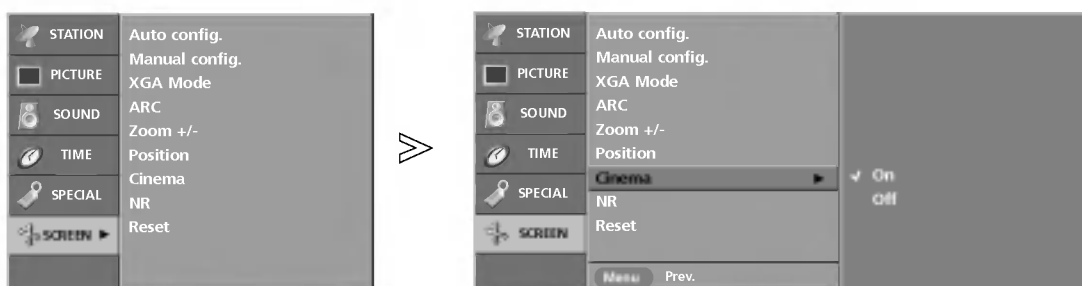 STATION
PICTURE
SOUND
TIME
SPECIAL
SCREEN
Auto config.
Manual config.
XGA Mode
ARC
Zoom +/-
Position
Cinema
NR
Reset
STATION
PICTURE
SOUND
TIME
SPECIAL
SCREEN
Auto config.
Manual config.
XGA Mode
ARC
Zoom +/-
Position
Cinema
NR
Reset
Menu Prev.
On
Off